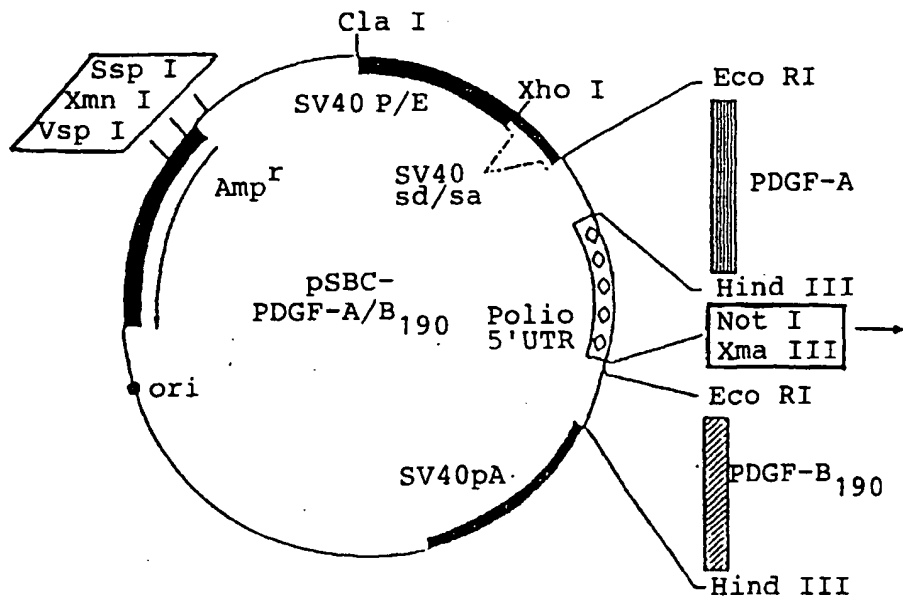 Cla I
Ssp I
Xmn I
Vsp I
SV40 P/E
Xho I
Eco RI
SV40
sd/sa
Amp^r
PDGF-A
pSBC-
PDGF-A/B190
Polio
5'UTR
Hind III
Not I
Xma III
ori
Eco RI
SV40pA
PDGF-B190
Hind III